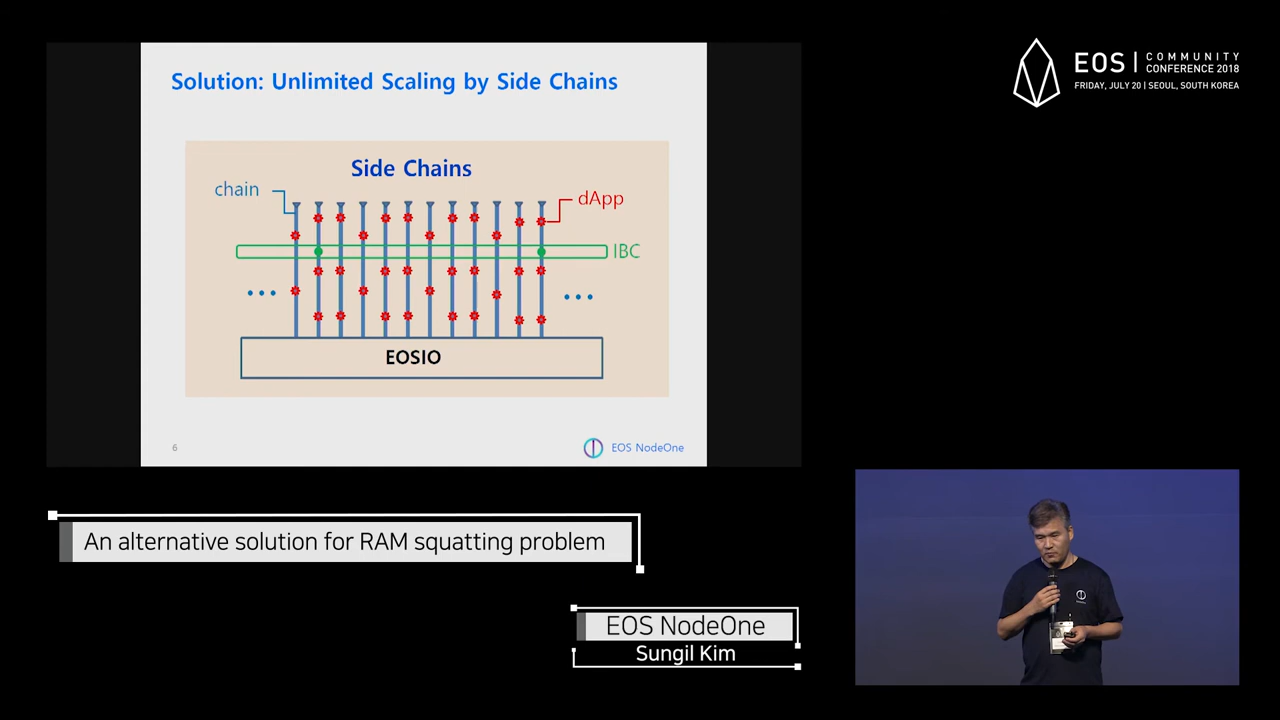 Solution: Unlimited Scaling by Side Chains
Side Chains
chain
dApp
IBC
...
...
EOSIO
6
EOS NodeOne
EOS | COMMUNITY CONFERENCE 2018
FRIDAY, JULY 20 | SEOUL, SOUTH KOREA
An alternative solution for RAM squatting problem
EOS NodeOne
Sungil Kim